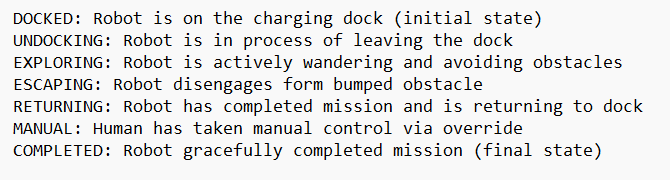 DOCKED: Robot is on the charging dock (initial state)
UNDOCKING: Robot is in process of leaving the dock
EXPLORING: Robot is actively wandering and avoiding obstacles
ESCAPING: Robot disengages form bumped obstacle
RETURNING: Robot has completed mission and is returning to dock
MANUAL: Human has taken manual control via override
COMPLETED: Robot gracefully completed mission (final state)